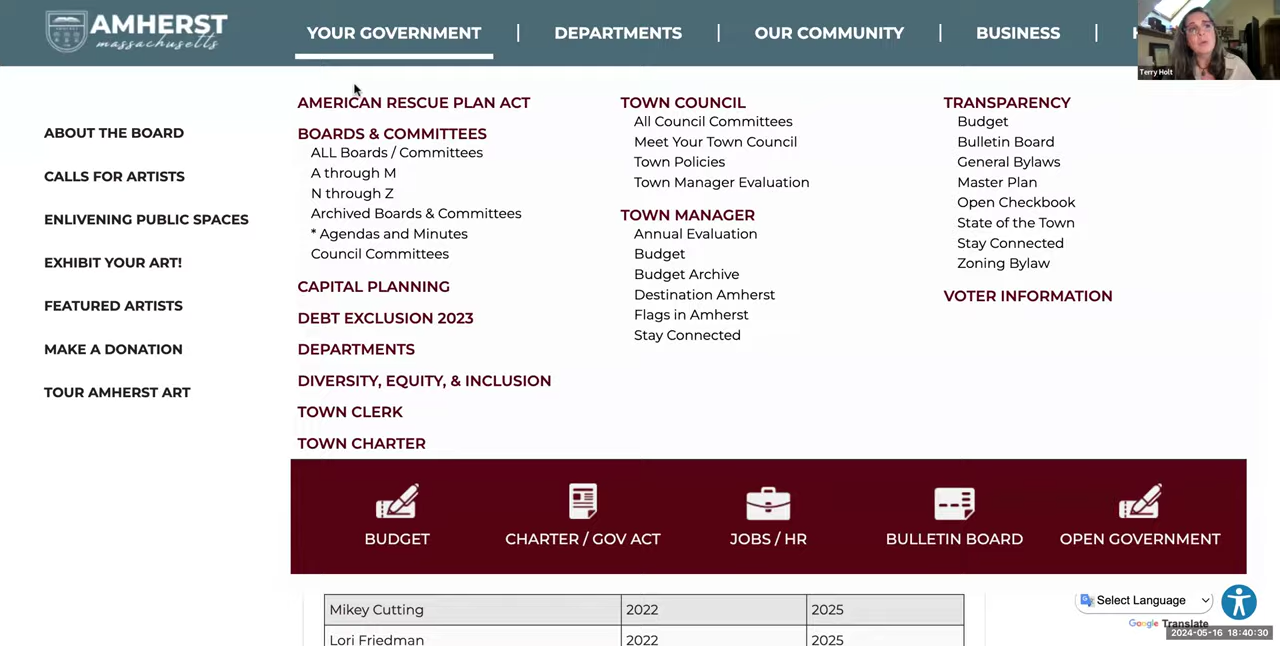 AMHERST
massachusetts
YOUR GOVERNMENT
DEPARTMENTS
OUR COMMUNITY
BUSINESS
Terry Holt
ABOUT THE BOARD
CALLS FOR ARTISTS
ENLIVENING PUBLIC SPACES
EXHIBIT YOUR ART!
FEATURED ARTISTS
MAKE A DONATION
TOUR AMHERST ART
AMERICAN RESCUE PLAN ACT
BOARDS & COMMITTEES
ALL Boards / Committees
A through M
N through Z
Archived Boards & Committees
* Agendas and Minutes
Council Committees
CAPITAL PLANNING
DEBT EXCLUSION 2023
DEPARTMENTS
DIVERSITY, EQUITY, & INCLUSION
TOWN CLERK
TOWN CHARTER
TOWN COUNCIL
All Council Committees
Meet Your Town Council
Town Policies
Town Manager Evaluation
TOWN MANAGER
Annual Evaluation
Budget
Budget Archive
Destination Amherst
Flags in Amherst
Stay Connected
TRANSPARENCY
Budget
Bulletin Board
General Bylaws
Master Plan
Open Checkbook
State of the Town
Stay Connected
Zoning Bylaw
VOTER INFORMATION
BUDGET
CHARTER / GOV ACT
JOBS / HR
BULLETIN BOARD
OPEN GOVERNMENT
Mikey Cutting 2022 2025
Lori Friedman 2022 2025
Select Language
Google Translate
2024-05-16 18:40:30